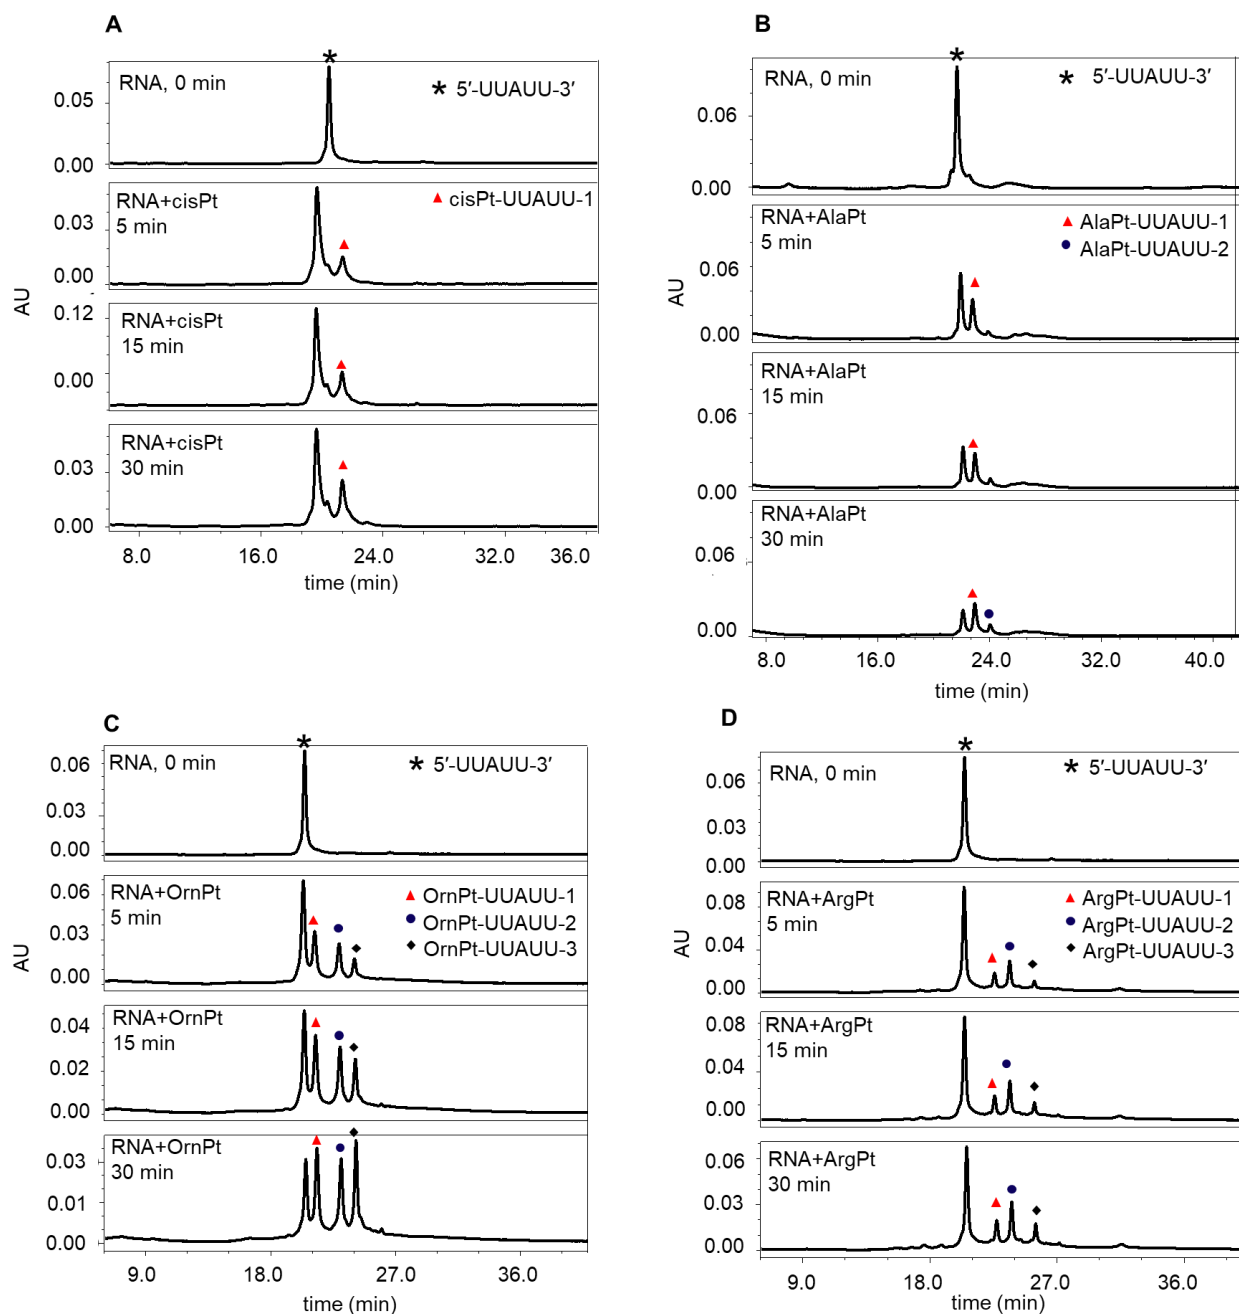 A
*
RNA, 0 min
* 5′-UUAUU-3′
0.05
0.00
RNA+cisPt
5 min
▲ cisPt-UUAUU-1
0.03
0.00
RNA+cisPt
15 min
0.12
0.00
RNA+cisPt
30 min
0.03
0.00
AU
8.0 16.0 24.0 32.0 36.0
time (min)
B
*
RNA, 0 min
* 5′-UUAUU-3′
0.06
0.00
RNA+AlaPt
5 min
▲ AlaPt-UUAUU-1
● AlaPt-UUAUU-2
0.06
0.00
RNA+AlaPt
15 min
0.06
0.00
RNA+AlaPt
30 min
0.06
0.00
AU
8.0 16.0 24.0 32.0 40.0
time (min)
C
*
RNA, 0 min
* 5′-UUAUU-3′
0.06
0.03
0.00
RNA+OrnPt
5 min
▲ OrnPt-UUAUU-1
● OrnPt-UUAUU-2
◆ OrnPt-UUAUU-3
0.06
0.03
0.00
RNA+OrnPt
15 min
0.04
0.02
0.00
RNA+OrnPt
30 min
0.03
0.01
0.00
AU
9.0 18.0 27.0 36.0
time (min)
D
*
RNA, 0 min
* 5′-UUAUU-3′
0.06
0.03
0.00
RNA+ArgPt
5 min
▲ ArgPt-UUAUU-1
● ArgPt-UUAUU-2
◆ ArgPt-UUAUU-3
0.08
0.04
0.00
RNA+ArgPt
15 min
0.08
0.04
0.00
RNA+ArgPt
30 min
0.06
0.03
0.00
AU
9.0 18.0 27.0 36.0
time (min)